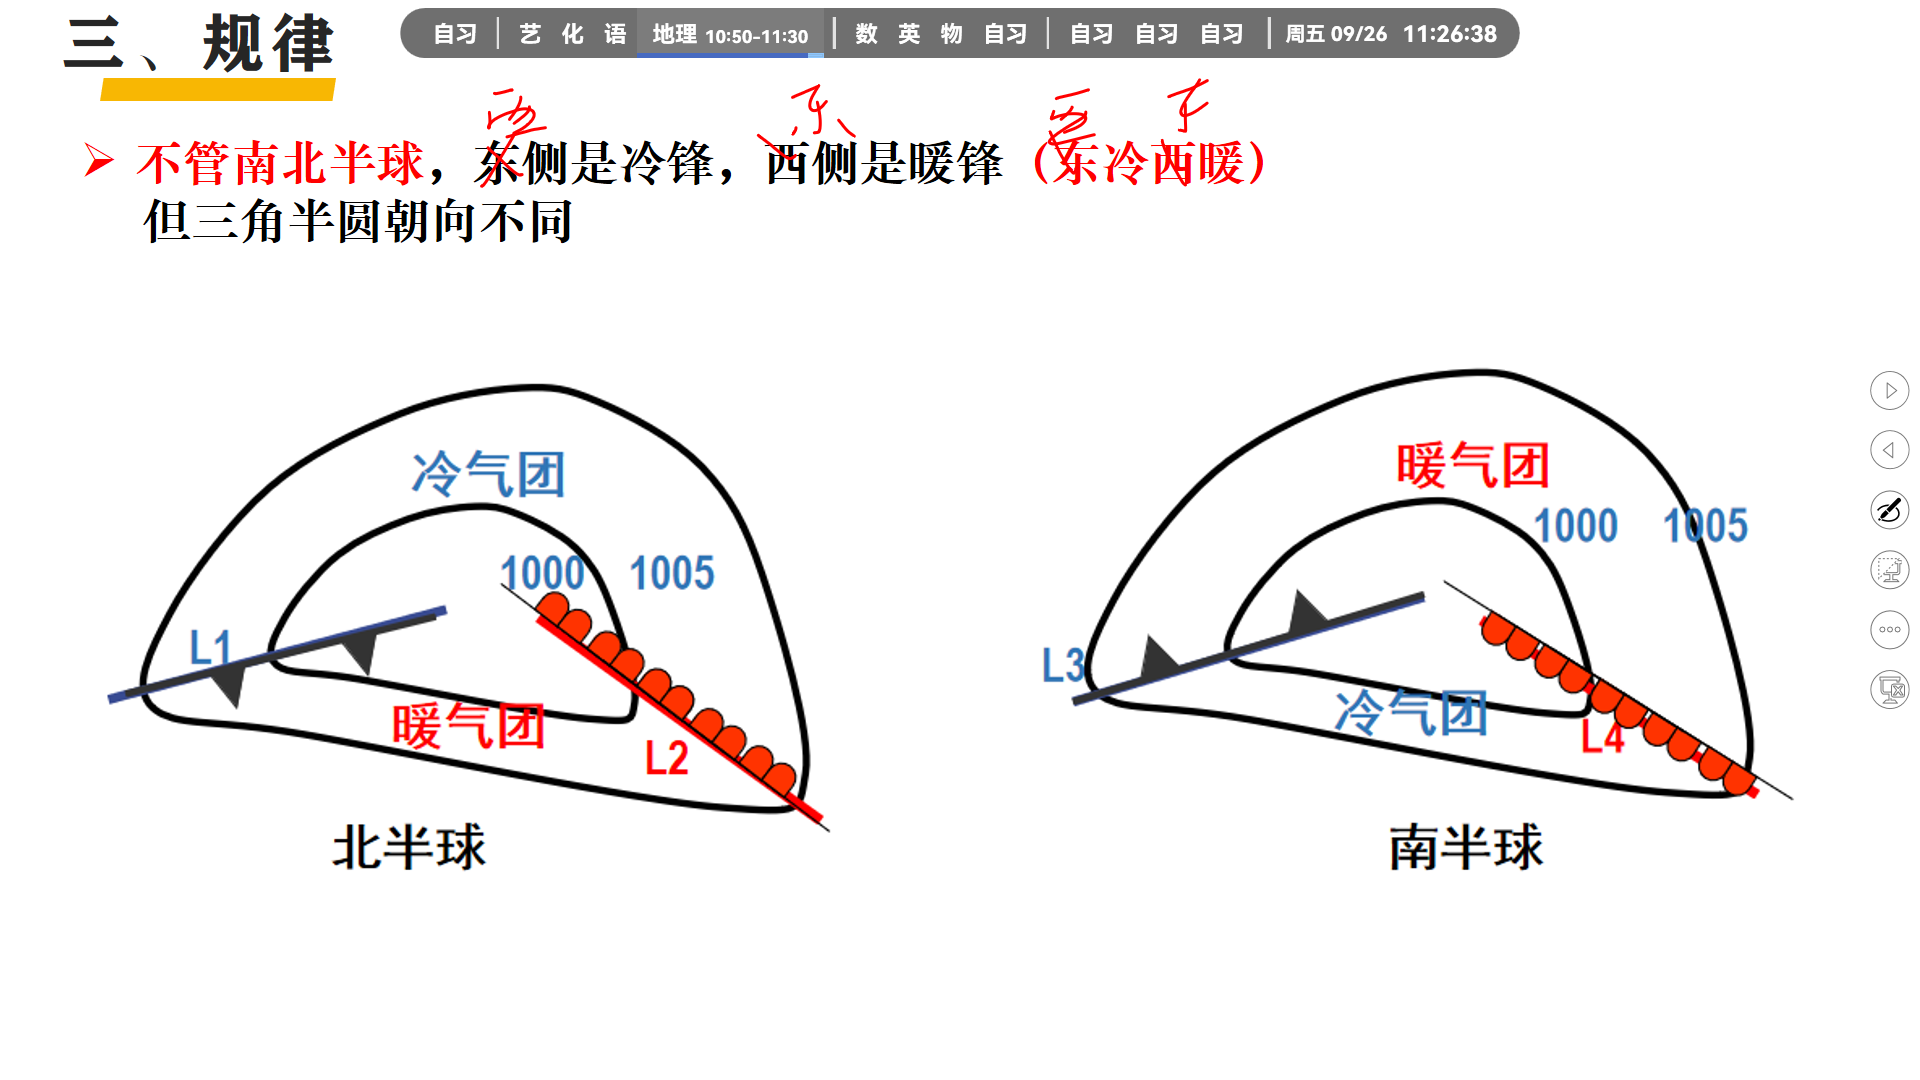 三、规律
自习 艺 化 语 地理 10:50-11:30 数 英 物 自习 自习 自习 自习 周五 09/26 11:26:38
西 东 西 东
不管南北半球，东侧是冷锋，西侧是暖锋（东冷西暖）
但三角半圆朝向不同
冷气团
1000 1005
L1
暖气团
L2
北半球
暖气团
1000 1005
L3
冷气团
L4
南半球